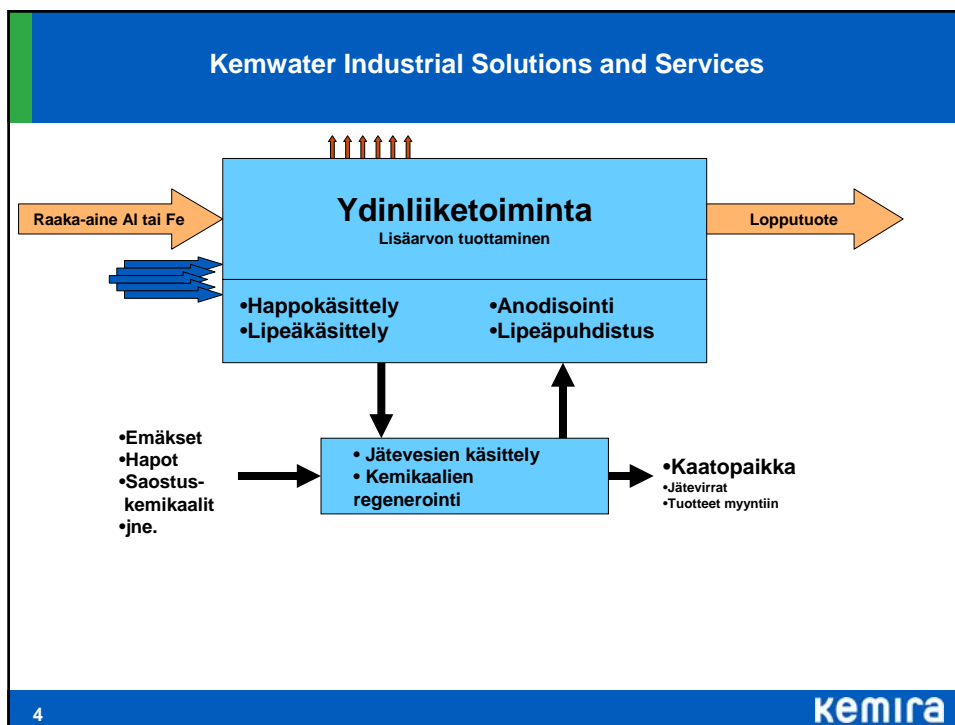 Kemwater Industrial Solutions and Services
Raaka-aine Al tai Fe
Ydinliiketoiminta
Lisäarvon tuottaminen
Lopputuote
•Happokäsittely
•Lipeäkäsittely
•Anodisointi
•Lipeäpuhdistus
•Emäkset
•Hapot
•Saostus-
kemikaalit
•jne.
• Jätevesien käsittely
• Kemikaalien
regenerointi
•Kaatopaikka
•Jätevirrat
•Tuotteet myyntiin
4
kemira